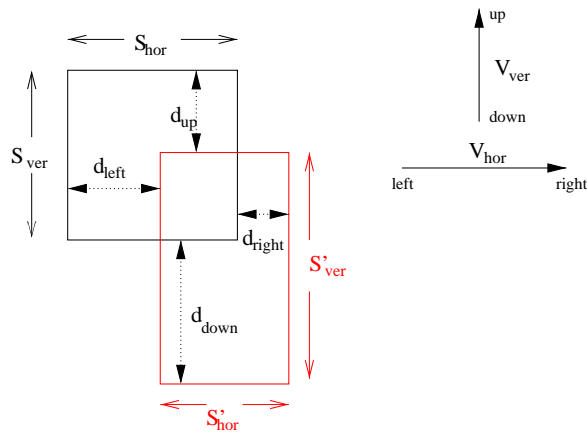 S_hor
up
V_ver
d_up
down
S_ver
V_hor
d_left
left
right
d_right
S'_ver
d_down
S'_hor